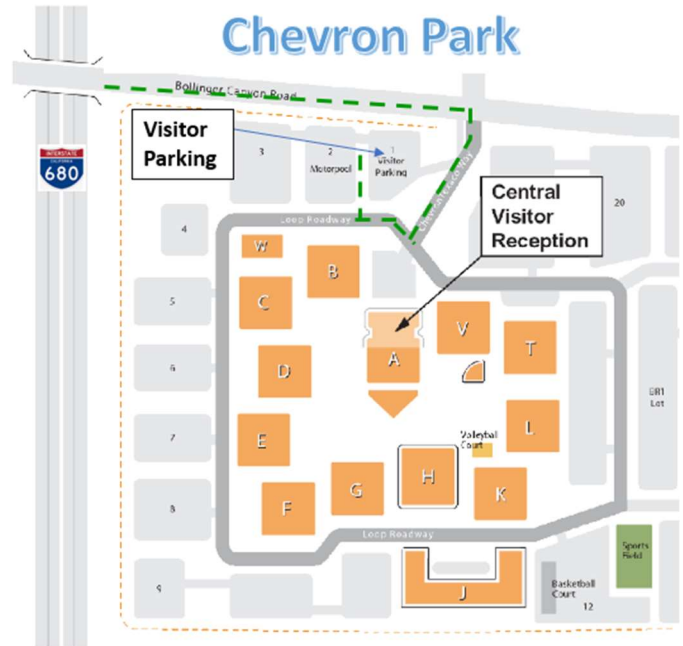 Chevron Park
Bollinger Canyon Road
Visitor
Parking
INTERSTATE
CALIFORNIA
680
3
2
Motorpool
1
Visitor
Parking
Central
Visitor
Reception
20
4
Loop Roadway
W
B
C
5
V
A
T
6
D
BR1
Lot
7
E
Volleyball
Court
L
H
G
K
F
8
Loop Roadway
Sports
Field
9
J
Basketball
Court
12